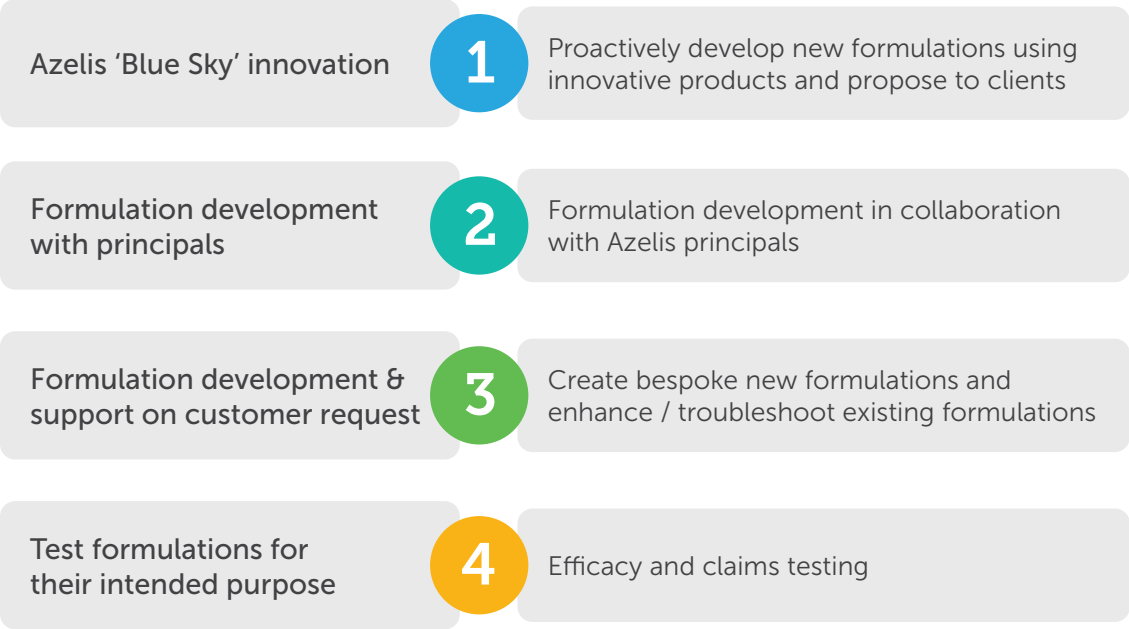 Azelis ‘Blue Sky’ innovation
1
Proactively develop new formulations using
innovative products and propose to clients
Formulation development
with principals
2
Formulation development in collaboration
with Azelis principals
Formulation development &
support on customer request
3
Create bespoke new formulations and
enhance / troubleshoot existing formulations
Test formulations for
their intended purpose
4
Efficacy and claims testing